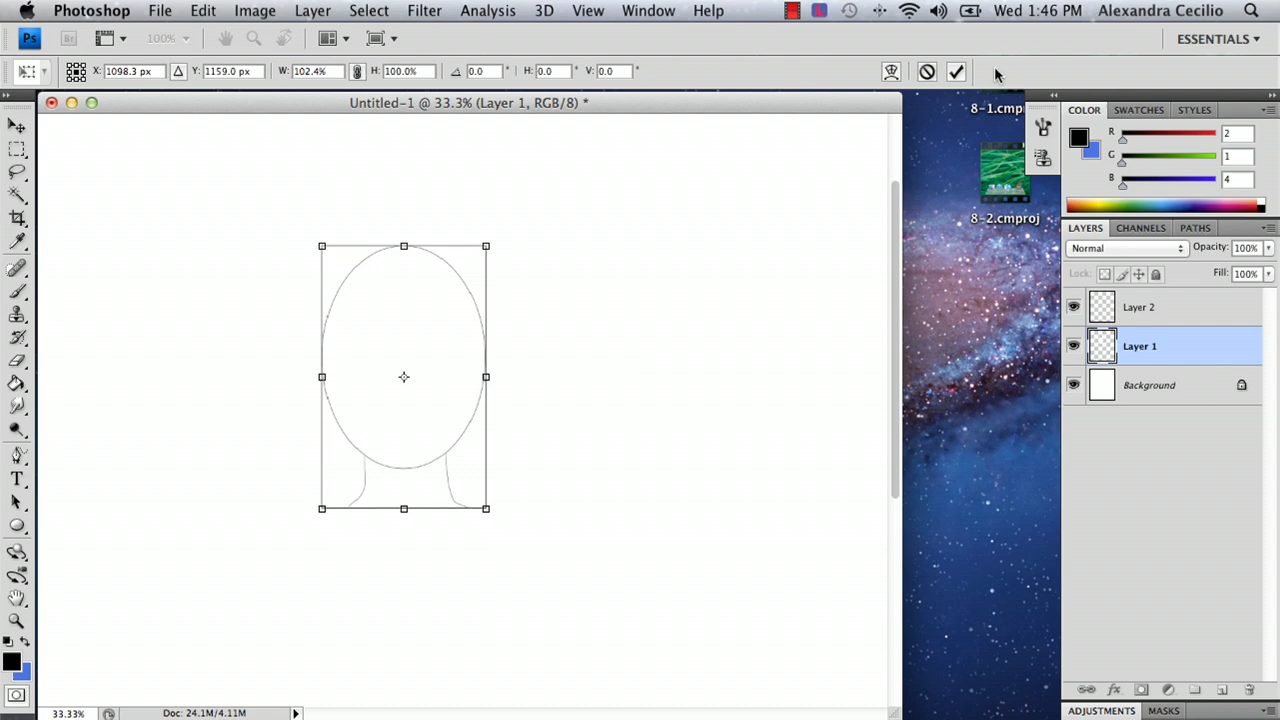 Photoshop File Edit Image Layer Select Filter Analysis 3D View Window Help Wed 1:46 PM Alexandra Cecilio
Ps Br 100% ESSENTIALS
X: 1098.3 px Y: 1159.0 px W: 102.4% H: 100.0% 0.0 ° H: 0.0 ° V: 0.0 °
Untitled-1 @ 33.3% (Layer 1, RGB/8) *
8-1.cmp
8-2.cmproj
COLOR SWATCHES STYLES
R 2
G 1
B 4
LAYERS CHANNELS PATHS
Normal Opacity: 100%
Lock: Fill: 100%
Layer 2
Layer 1
Background
T
33.33% Doc: 24.1M/4.11M
ADJUSTMENTS MASKS